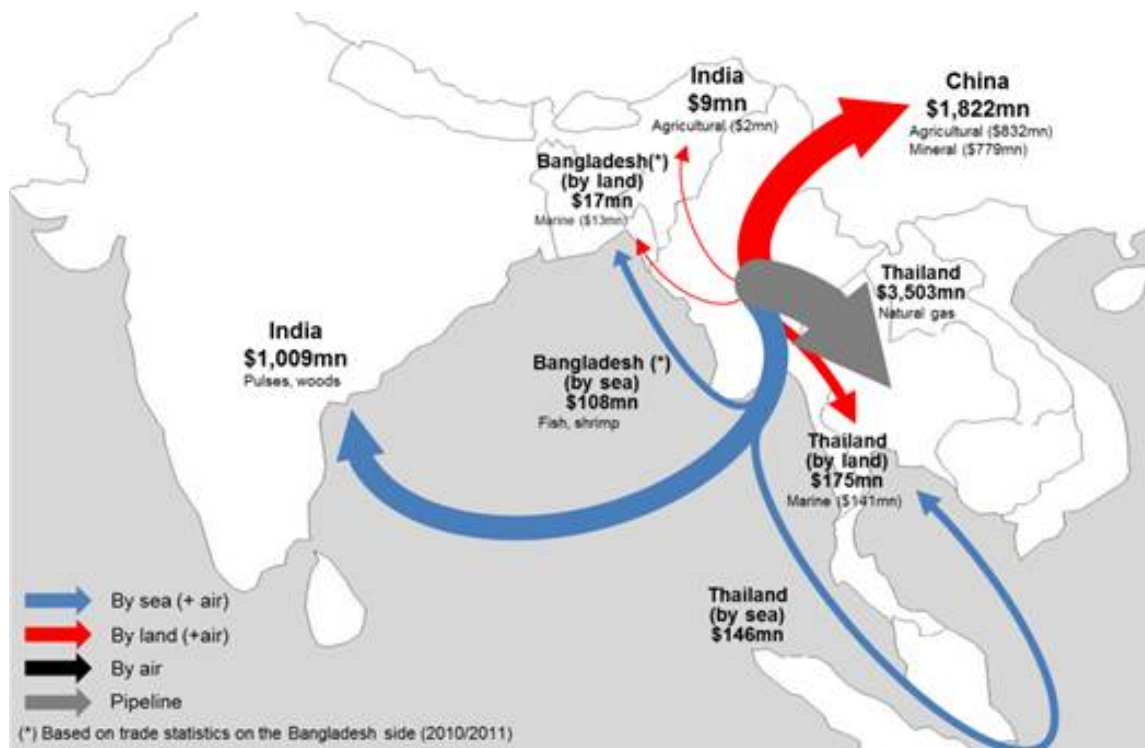 India
$9mn
Agricultural ($2mn)
China
$1,822mn
Agricultural ($832mn)
Mineral ($779mn)
Bangladesh(*)
(by land)
$17mn
Marine ($13mn)
Thailand
$3,503mn
Natural gas
India
$1,009mn
Pulses, woods
Bangladesh (*)
(by sea)
$108mn
Fish, shrimp
Thailand
(by land)
$175mn
Marine ($141mn)
Thailand
(by sea)
$146mn
By sea (+ air)
By land (+air)
By air
Pipeline
(*) Based on trade statistics on the Bangladesh side (2010/2011)